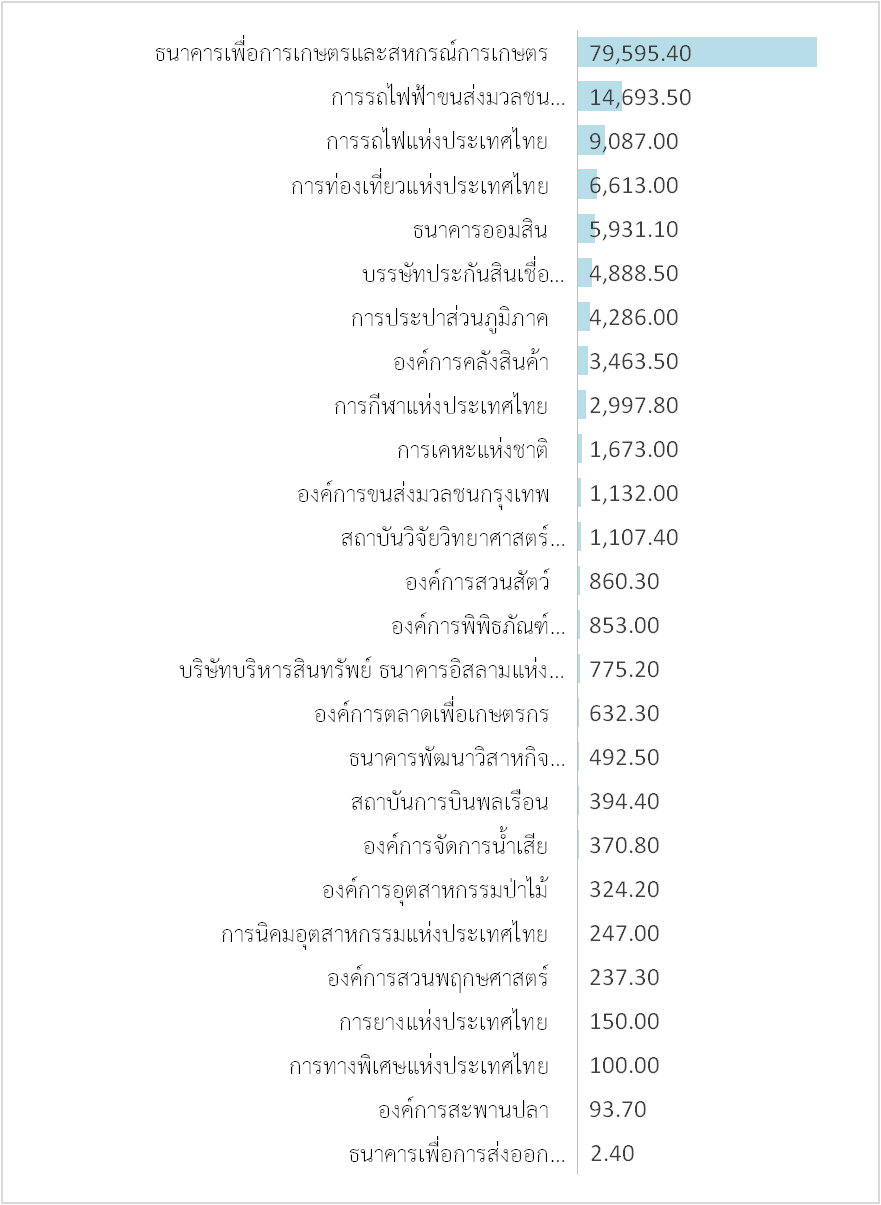 ธนาคารเพื่อการเกษตรและสหกรณ์การเกษตร 79,595.40
การรถไฟฟ้าขนส่งมวลชน… 14,693.50
การรถไฟแห่งประเทศไทย 9,087.00
การท่องเที่ยวแห่งประเทศไทย 6,613.00
ธนาคารออมสิน 5,931.10
บรรษัทประกันสินเชื่อ… 4,888.50
การประปาส่วนภูมิภาค 4,286.00
องค์การคลังสินค้า 3,463.50
การกีฬาแห่งประเทศไทย 2,997.80
การเคหะแห่งชาติ 1,673.00
องค์การขนส่งมวลชนกรุงเทพ 1,132.00
สถาบันวิจัยวิทยาศาสตร์… 1,107.40
องค์การสวนสัตว์ 860.30
องค์การพิพิธภัณฑ์… 853.00
บริษัทบริหารสินทรัพย์ ธนาคารอิสลามแห่ง… 775.20
องค์การตลาดเพื่อเกษตรกร 632.30
ธนาคารพัฒนาวิสาหกิจ… 492.50
สถาบันการบินพลเรือน 394.40
องค์การจัดการน้ำเสีย 370.80
องค์การอุตสาหกรรมป่าไม้ 324.20
การนิคมอุตสาหกรรมแห่งประเทศไทย 247.00
องค์การสวนพฤกษศาสตร์ 237.30
การยางแห่งประเทศไทย 150.00
การทางพิเศษแห่งประเทศไทย 100.00
องค์การสะพานปลา 93.70
ธนาคารเพื่อการส่งออก… 2.40